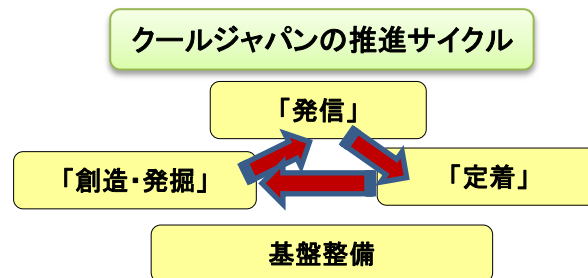 クールジャパンの推進サイクル
「発信」
「創造・発掘」
「定着」
基盤整備